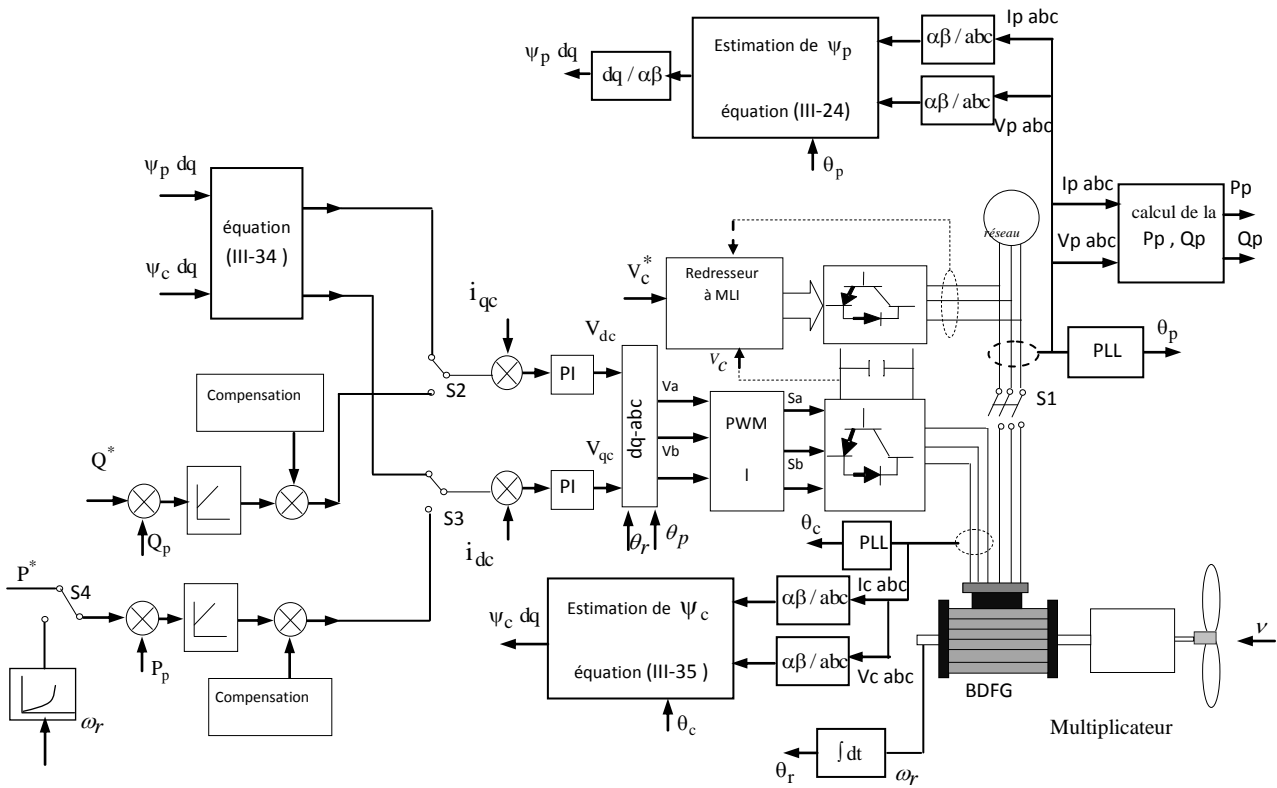 Ip abc
αβ / abc
Estimation de ψp
équation (III-24)
ψp dq
dq / αβ
αβ / abc
Vp abc
θp
ψp dq
équation
(III-34 )
ψc dq
Ip abc
Vp abc
calcul de la
Pp , Qp
Pp
Qp
réseau
Vc*
Redresseur
à MLI
Vc
PLL
θp
S1
iqc
Vdc
PI
S2
Compensation
Q*
Qp
S3
idc
Vqc
PI
dq-abc
Va
Vb
PWM
I
Sa
Sb
θr
θp
θc
PLL
Ic abc
P*
S4
Pp
Compensation
ωr
ψc dq
Estimation de ψc
équation (III-35 )
αβ / abc
αβ / abc
Vc abc
θc
BDFG
Multiplicateur
ν
∫ dt
θr
ωr